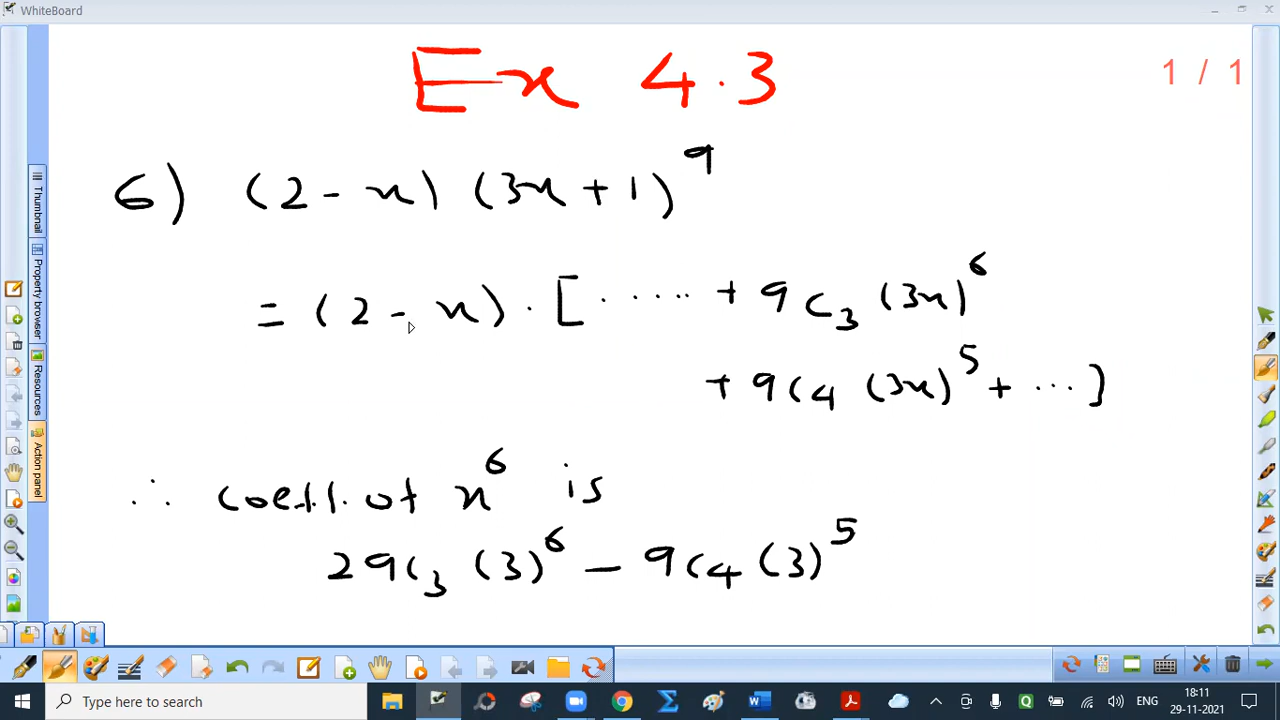 WhiteBoard
Ex 4.3
1 / 1
6) (2 - x) (3x + 1)^9
= (2 - x) . [ ..... + 9C3 (3x)^6
+ 9C4 (3x)^5 + ... ]
∴ coeff. of x^6 is
2 9C3 (3)^6 - 9C4 (3)^5
Thumbnail
Property browser
Resources
Action panel
Type here to search
ENG
18:11
29-11-2021